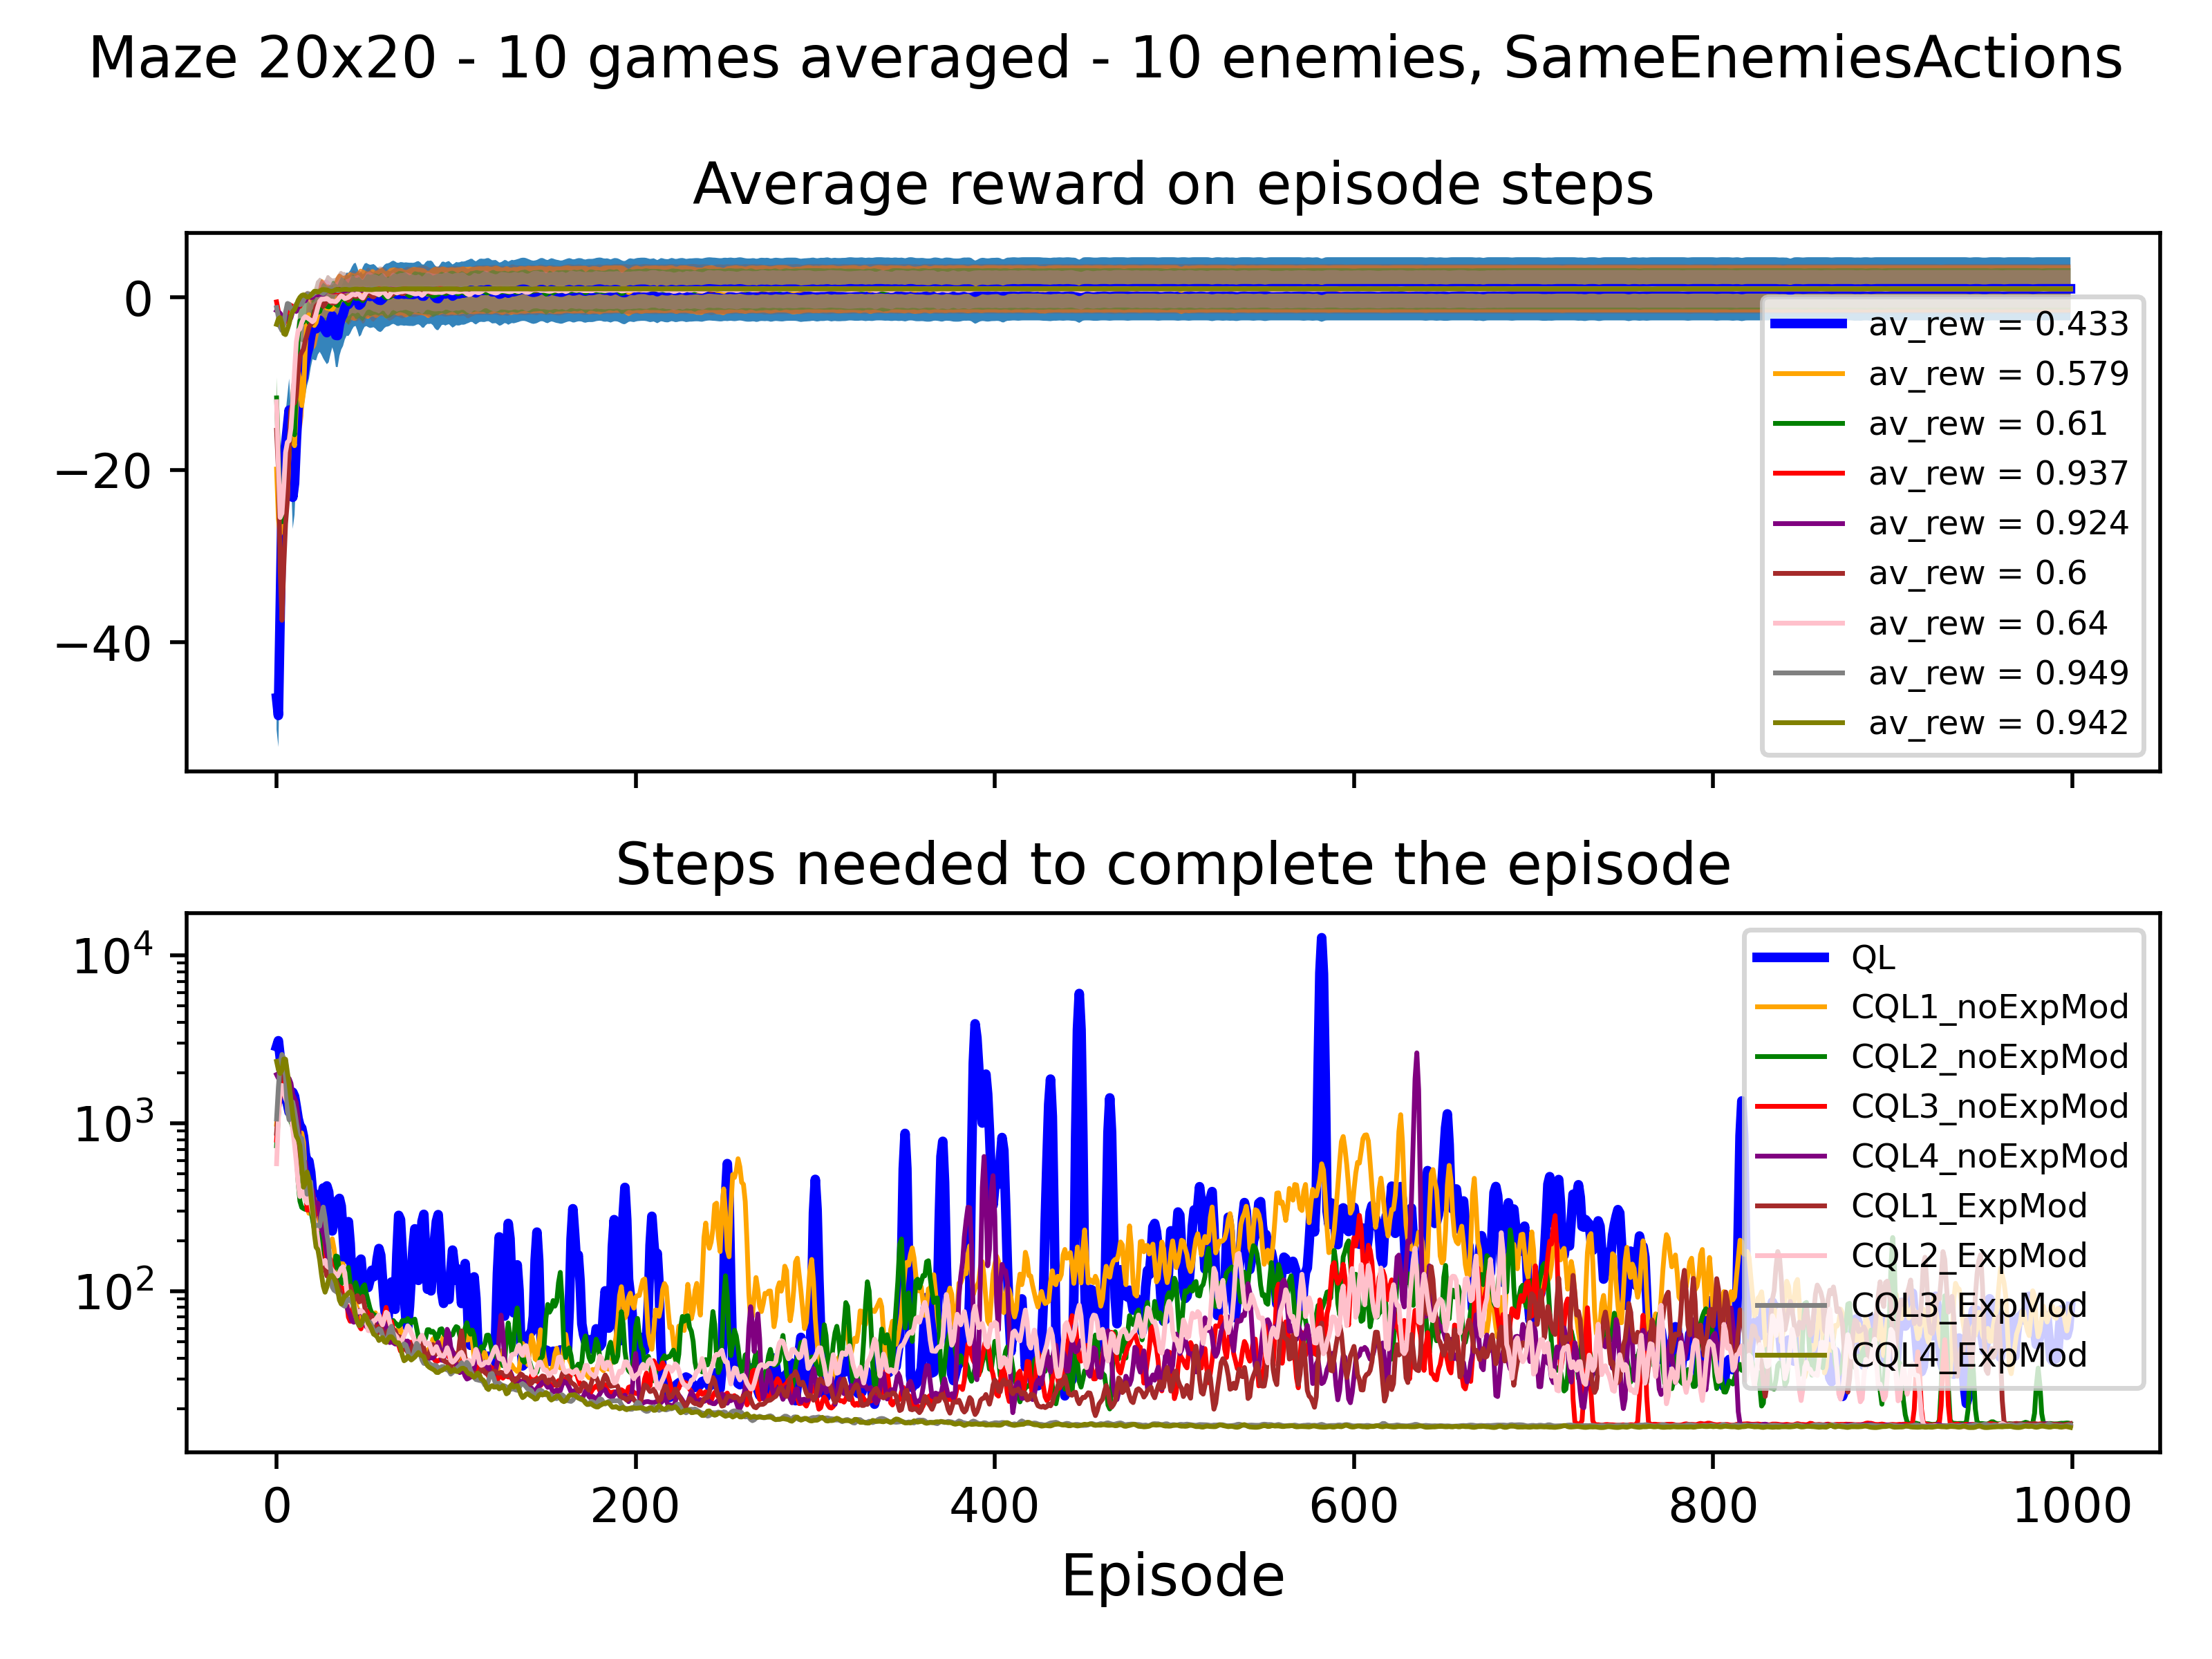 Maze 20x20 - 10 games averaged - 10 enemies, SameEnemiesActions
Average reward on episode steps
0
−20
−40
av_rew = 0.433
av_rew = 0.579
av_rew = 0.61
av_rew = 0.937
av_rew = 0.924
av_rew = 0.6
av_rew = 0.64
av_rew = 0.949
av_rew = 0.942
Steps needed to complete the episode
10⁴
10³
10²
QL
CQL1_noExpMod
CQL2_noExpMod
CQL3_noExpMod
CQL4_noExpMod
CQL1_ExpMod
CQL2_ExpMod
CQL3_ExpMod
CQL4_ExpMod
0 200 400 600 800 1000
Episode